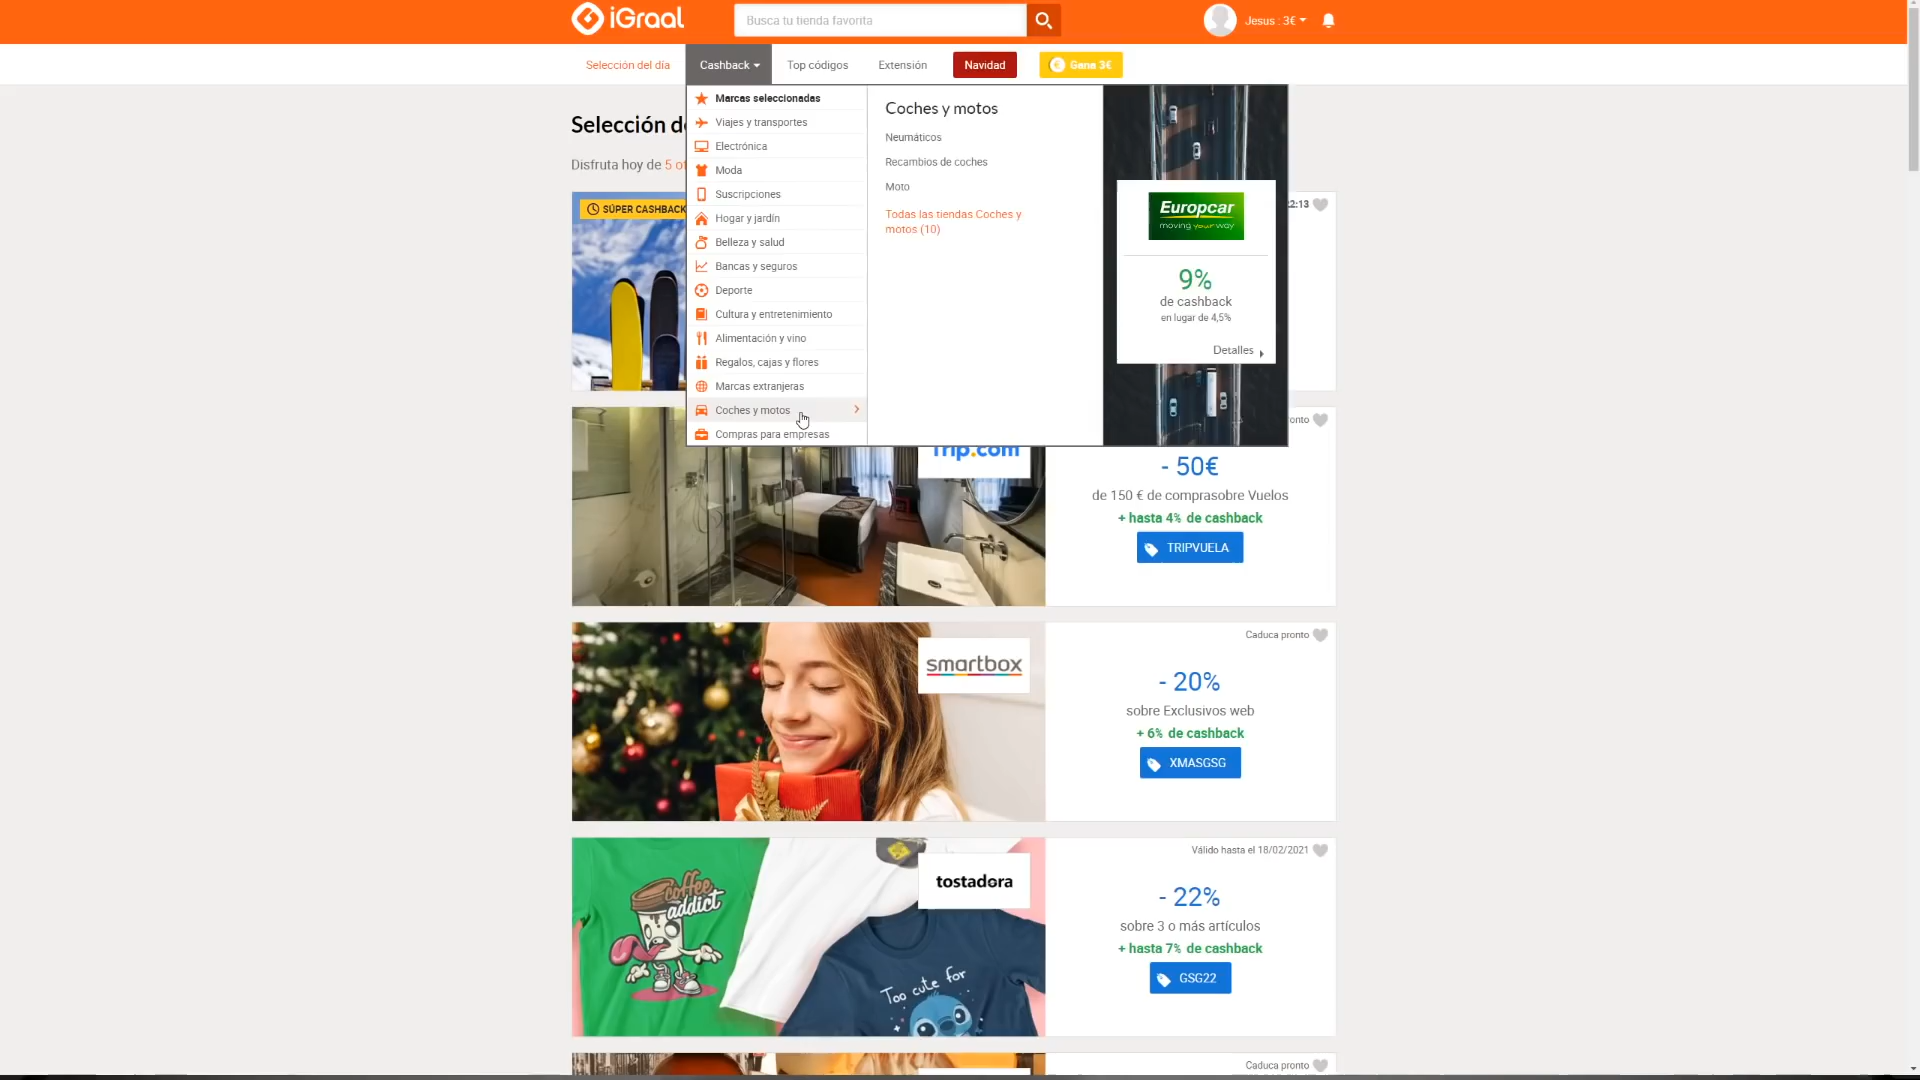 iGraal
Busca tu tienda favorita
Jesus : 3€
Selección del día
Cashback
Top códigos
Extensión
Navidad
Gana 3€
Marcas seleccionadas
Viajes y transportes
Electrónica
Moda
Suscripciones
Hogar y jardín
Belleza y salud
Bancas y seguros
Deporte
Cultura y entretenimiento
Alimentación y vino
Regalos, cajas y flores
Marcas extranjeras
Coches y motos
Compras para empresas
Coches y motos
Neumáticos
Recambios de coches
Moto
Todas las tiendas Coches y
motos (10)
Europcar
moving your way
9%
de cashback
en lugar de 4,5%
Detalles
Selección d
Disfruta hoy de 5 o
SÚPER CASHBACK
2:13
Trip.com
onto
- 50€
de 150 € de comprasobre Vuelos
+ hasta 4% de cashback
TRIPVUELA
smartbox
Caduca pronto
- 20%
sobre Exclusivos web
+ 6% de cashback
XMASGSG
coffee
addict
Too cute for
tostadora
Válido hasta el 18/02/2021
- 22%
sobre 3 o más artículos
+ hasta 7% de cashback
GSG22
Caduca pronto